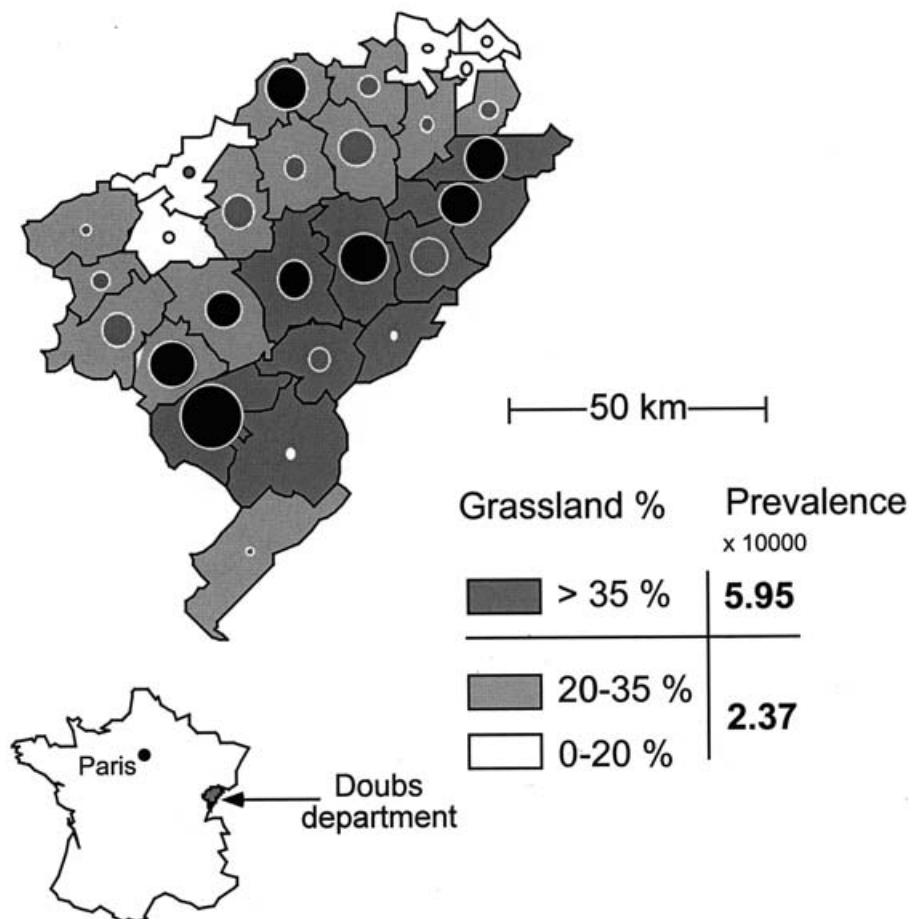 50 km
Grassland %
Prevalence
x 10000
> 35 %
5.95
20-35 %
2.37
0-20 %
Paris
Doubs
department